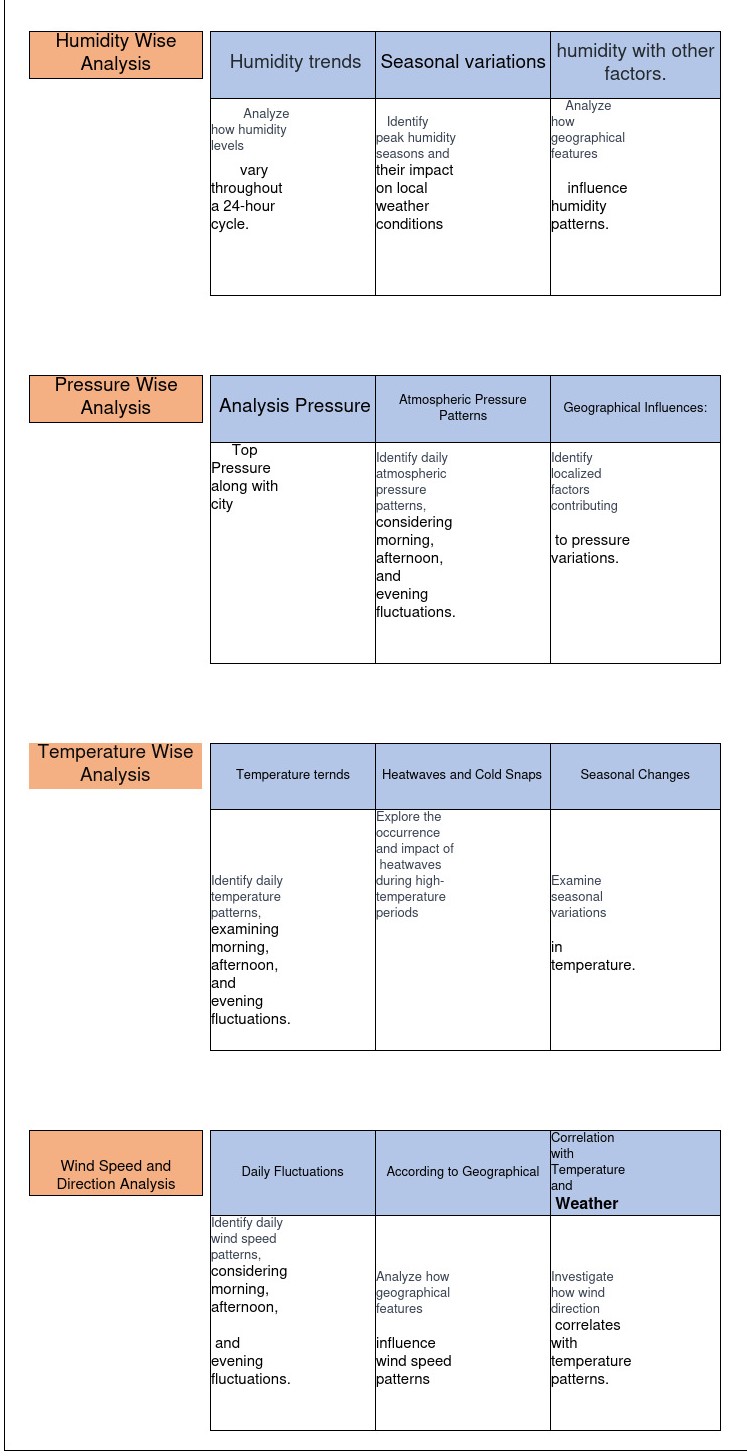 Humidity Wise
Analysis
Humidity trends
Seasonal variations
humidity with other
factors.
Analyze
how humidity
levels
vary
throughout
a 24-hour
cycle.
Identify
peak humidity
seasons and
their impact
on local
weather
conditions
Analyze
how
geographical
features
influence
humidity
patterns.
Pressure Wise
Analysis
Analysis Pressure
Atmospheric Pressure
Patterns
Geographical Influences:
Top
Pressure
along with
city
Identify daily
atmospheric
pressure
patterns,
considering
morning,
afternoon,
and
evening
fluctuations.
Identify
localized
factors
contributing
to pressure
variations.
Temperature Wise
Analysis
Temperature ternds
Heatwaves and Cold Snaps
Seasonal Changes
Identify daily
temperature
patterns,
examining
morning,
afternoon,
and
evening
fluctuations.
Explore the
occurrence
and impact of
heatwaves
during high-
temperature
periods
Examine
seasonal
variations
in
temperature.
Wind Speed and
Direction Analysis
Daily Fluctuations
According to Geographical
Correlation
with
Temperature
and
Weather
Identify daily
wind speed
patterns,
considering
morning,
afternoon,
and
evening
fluctuations.
Analyze how
geographical
features
influence
wind speed
patterns
Investigate
how wind
direction
correlates
with
temperature
patterns.